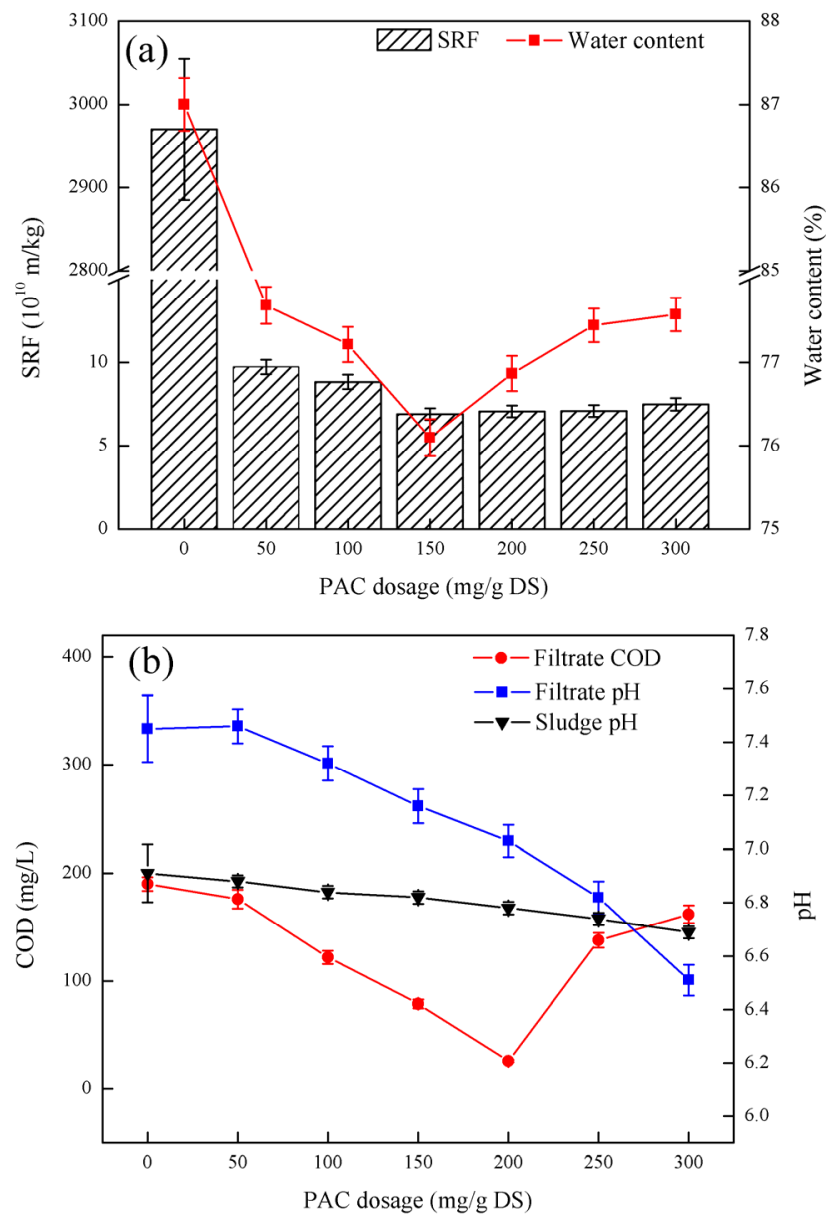 (a)
SRF
Water content
3100
3000
2900
2800
10
5
0
SRF (10¹⁰ m/kg)
88
87
86
85
77
76
75
Water content (%)
0 50 100 150 200 250 300
PAC dosage (mg/g DS)
(b)
Filtrate COD
Filtrate pH
Sludge pH
400
300
200
100
0
COD (mg/L)
7.8
7.6
7.4
7.2
7.0
6.8
6.6
6.4
6.2
6.0
pH
0 50 100 150 200 250 300
PAC dosage (mg/g DS)